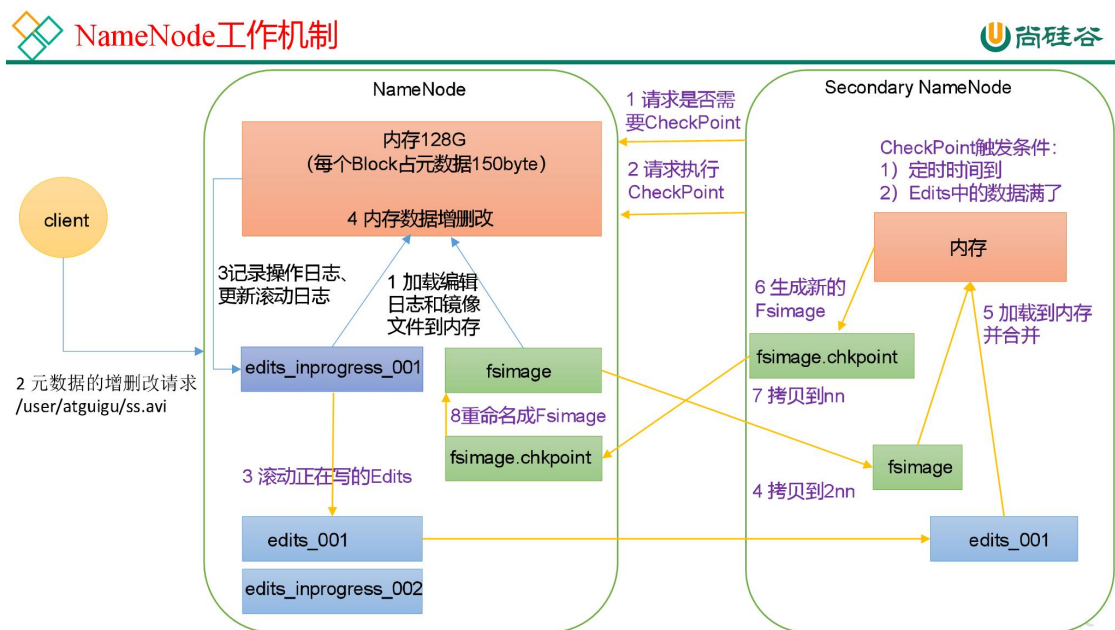 NameNode工作机制
尚硅谷
NameNode
内存128G
(每个Block占元数据150byte)
4 内存数据增删改
client
3记录操作日志、
更新滚动日志
1 加载编辑
日志和镜像
文件到内存
edits_inprogress_001
fsimage
2 元数据的增删改请求
/user/atguigu/ss.avi
8重命名成Fsimage
fsimage.chkpoint
3 滚动正在写的Edits
edits_001
edits_inprogress_002
1 请求是否需
要CheckPoint
2 请求执行
CheckPoint
Secondary NameNode
CheckPoint触发条件：
1）定时时间到
2）Edits中的数据满了
内存
6 生成新的
Fsimage
5 加载到内存
并合并
fsimage.chkpoint
7 拷贝到nn
fsimage
4 拷贝到2nn
edits_001